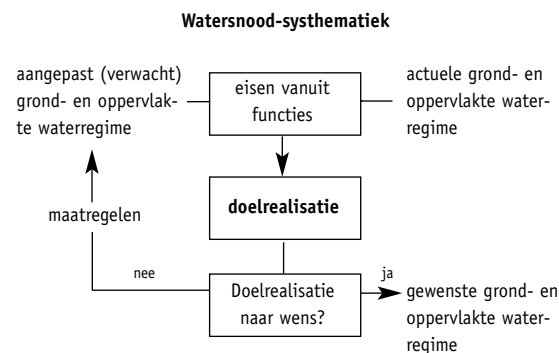 Watersnood-systhematiek
aangepast (verwacht)
grond- en oppervlak-
te waterregime
eisen vanuit
functies
actuele grond- en
oppervlakte water-
regime
doelrealisatie
maatregelen
nee
Doelrealisatie
naar wens?
ja
gewenste grond- en
oppervlakte water-
regime